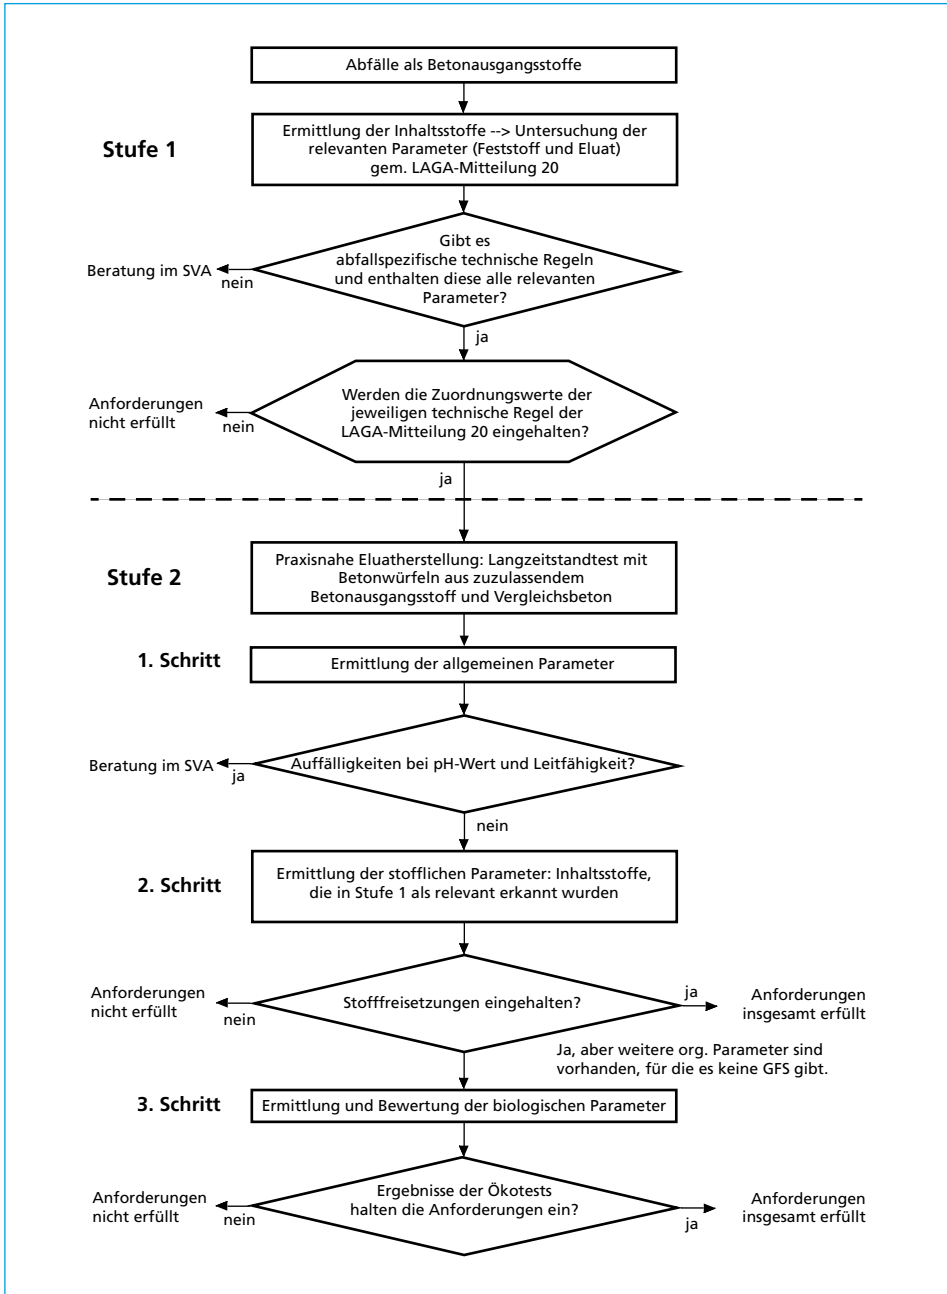 Abfälle als Betonausgangsstoffe
Stufe 1
Ermittlung der Inhaltsstoffe --> Untersuchung der
relevanten Parameter (Feststoff und Eluat)
gem. LAGA-Mitteilung 20
Gibt es
abfallspezifische technische Regeln
und enthalten diese alle relevanten
Parameter?
Beratung im SVA
nein
ja
Werden die Zuordnungswerte der
jeweiligen technische Regel der
LAGA-Mitteilung 20 eingehalten?
Anforderungen
nicht erfüllt
nein
ja
Stufe 2
Praxisnahe Eluatherstellung: Langzeitstandtest mit
Betonwürfeln aus zuzulassendem
Betonausgangsstoff und Vergleichsbeton
1. Schritt
Ermittlung der allgemeinen Parameter
Auffälligkeiten bei pH-Wert und Leitfähigkeit?
Beratung im SVA
ja
nein
2. Schritt
Ermittlung der stofflichen Parameter: Inhaltsstoffe,
die in Stufe 1 als relevant erkannt wurden
Stofffreisetzungen eingehalten?
Anforderungen
nicht erfüllt
nein
ja
Anforderungen
insgesamt erfüllt
Ja, aber weitere org. Parameter sind
vorhanden, für die es keine GFS gibt.
3. Schritt
Ermittlung und Bewertung der biologischen Parameter
Ergebnisse der Ökotests
halten die Anforderungen ein?
Anforderungen
nicht erfüllt
nein
ja
Anforderungen
insgesamt erfüllt